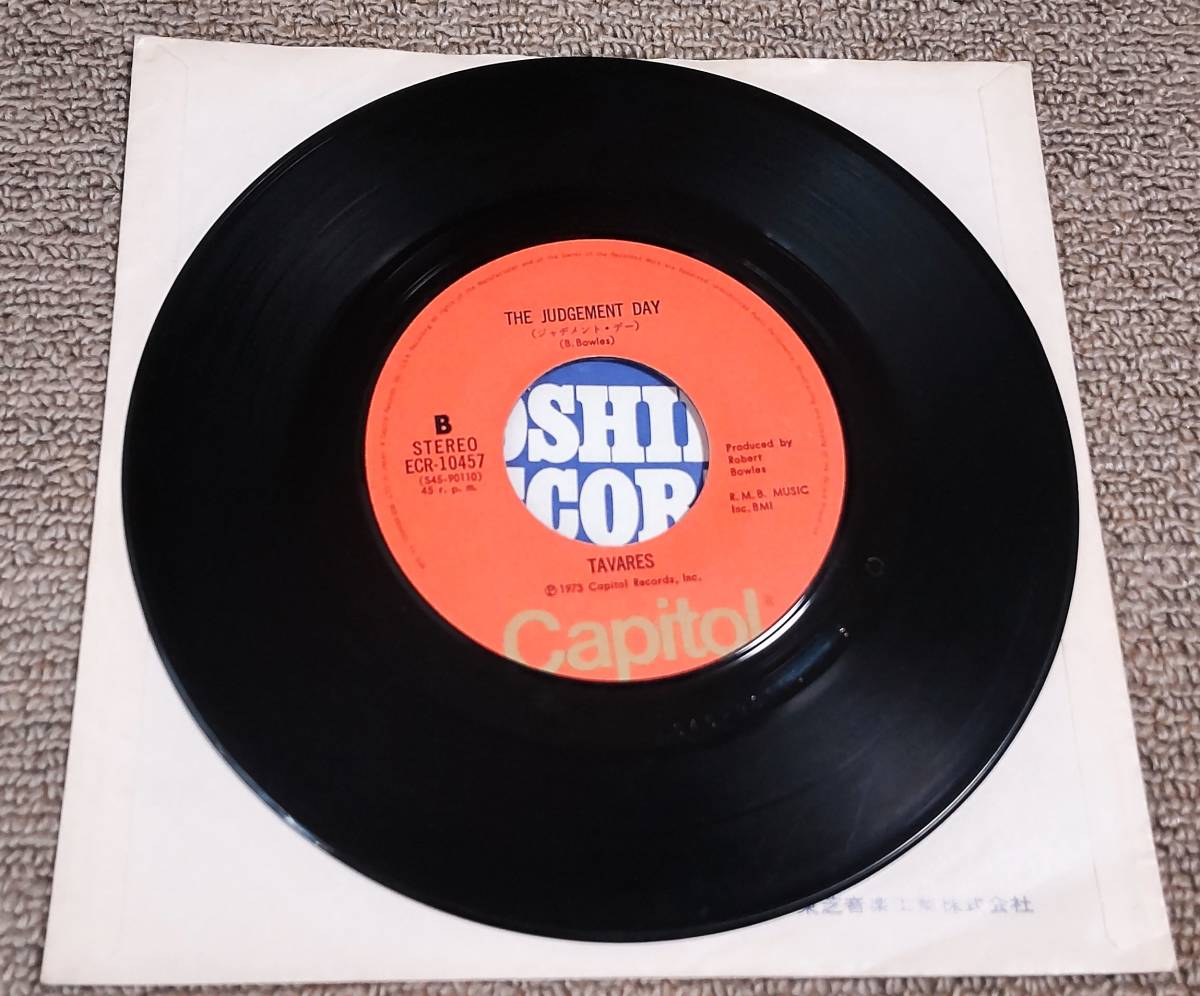 THE JUDGEMENT DAY
(ジャヂメント・デー)
(B. Bowles)
B
STEREO
ECR-10457
(S45-90110)
45 r. p. m.
OSHI
ECOR
Produced by
Robert
Bowles
R. M. B. MUSIC
Inc. BMI
TAVARES
Ⓟ1973 Capitol Records, Inc.
Capitol®
東芝音楽工業株式会社